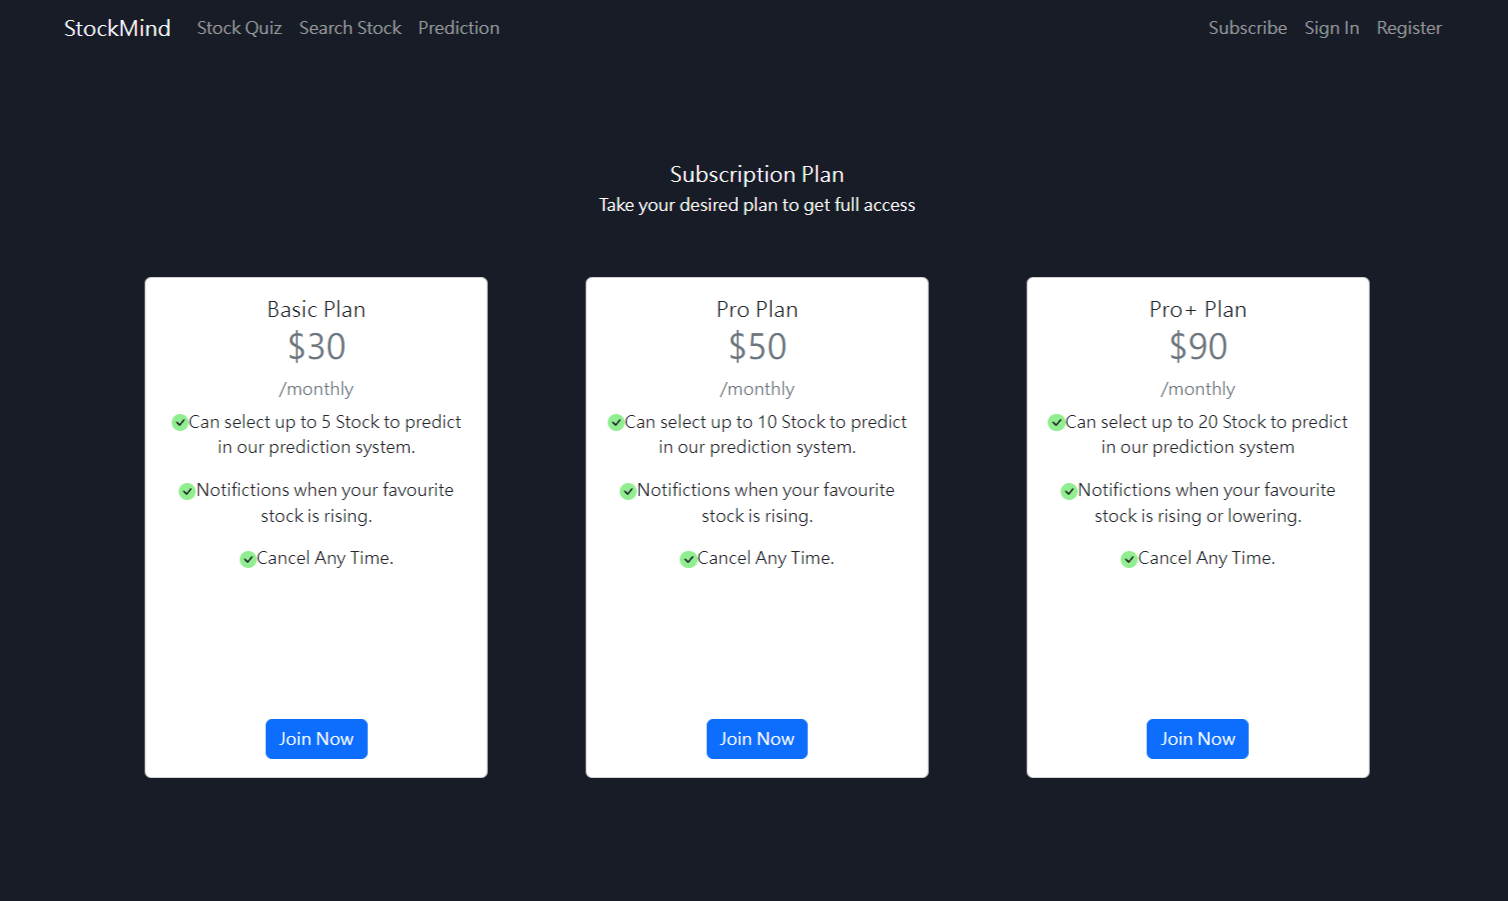 StockMind Stock Quiz Search Stock Prediction Subscribe Sign In Register
Subscription Plan
Take your desired plan to get full access
Basic Plan
$30
/monthly
Can select up to 5 Stock to predict
in our prediction system.
Notifictions when your favourite
stock is rising.
Cancel Any Time.
Join Now
Pro Plan
$50
/monthly
Can select up to 10 Stock to predict
in our prediction system.
Notifictions when your favourite
stock is rising.
Cancel Any Time.
Join Now
Pro+ Plan
$90
/monthly
Can select up to 20 Stock to predict
in our prediction system
Notifictions when your favourite
stock is rising or lowering.
Cancel Any Time.
Join Now